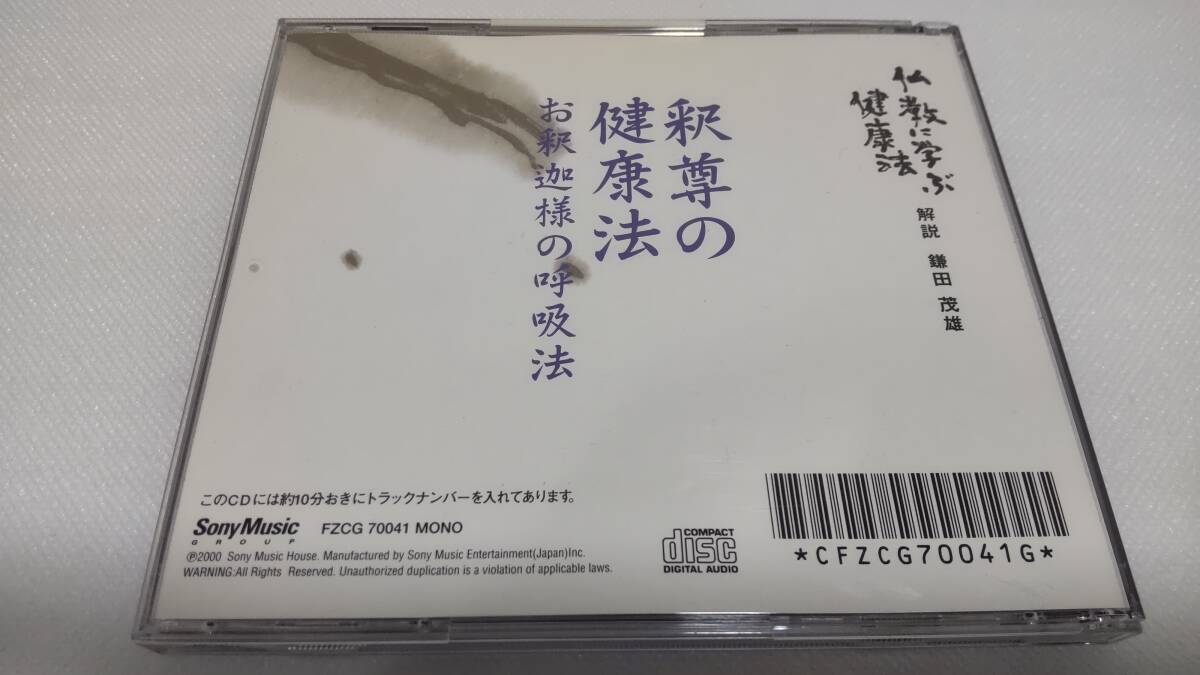 仏教に学ぶ
健康法
解説 鎌田 茂雄
釈尊の
健康法
お釈迦様の呼吸法
このCDには約10分おきにトラックナンバーを入れてあります。
Sony Music
GROUP
FZCG 70041 MONO
℗2000 Sony Music House. Manufactured by Sony Music Entertainment(Japan)Inc.
WARNING:All Rights Reserved. Unauthorized duplication is a violation of applicable laws.
COMPACT
disc
DIGITAL AUDIO
*CFZCG70041G*